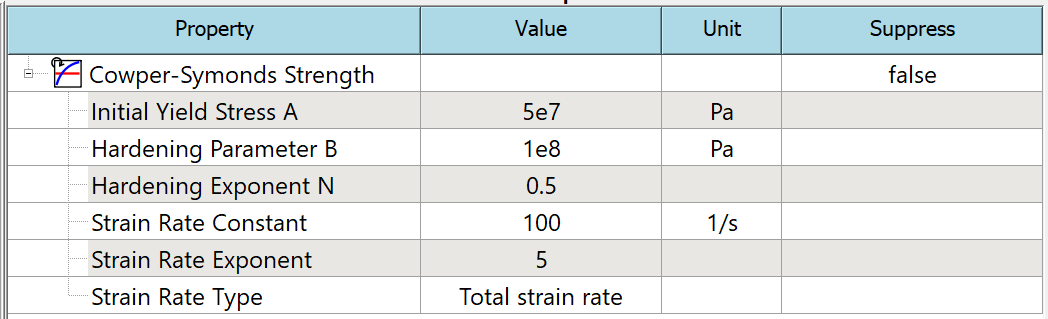 Property Value Unit Suppress
Cowper-Symonds Strength false
Initial Yield Stress A 5e7 Pa
Hardening Parameter B 1e8 Pa
Hardening Exponent N 0.5
Strain Rate Constant 100 1/s
Strain Rate Exponent 5
Strain Rate Type Total strain rate